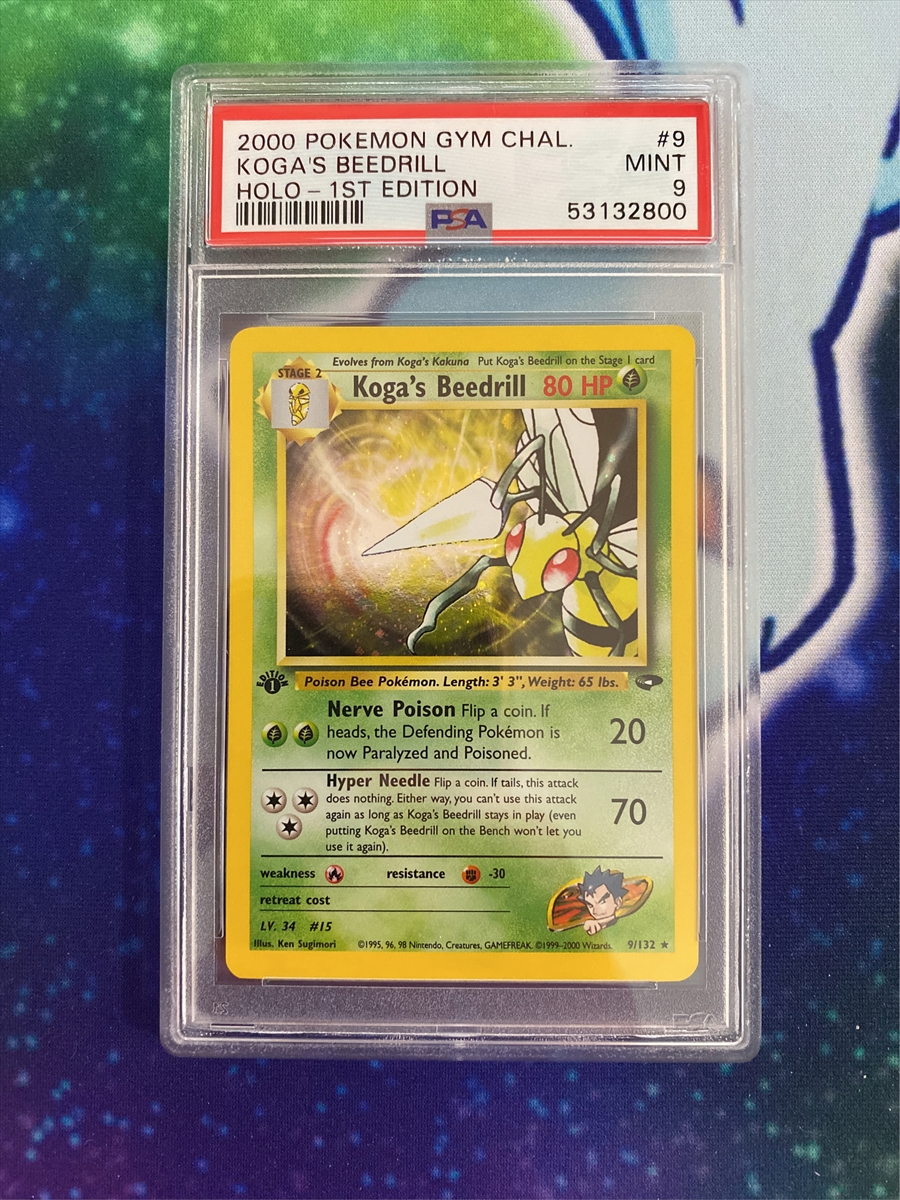 2000 POKEMON GYM CHAL. #9
KOGA'S BEEDRILL MINT
HOLO – 1ST EDITION 9
PSA 53132800
Evolves from Koga's Kakuna Put Koga's Beedrill on the Stage 1 card
STAGE 2
Koga's Beedrill 80 HP
EDITION
1
Poison Bee Pokémon. Length: 3' 3", Weight: 65 lbs.
Nerve Poison Flip a coin. If
heads, the Defending Pokémon is
now Paralyzed and Poisoned.
20
Hyper Needle Flip a coin. If tails, this attack
does nothing. Either way, you can't use this attack
again as long as Koga's Beedrill stays in play (even
putting Koga's Beedrill on the Bench won't let you
use it again).
70
weakness resistance -30
retreat cost
LV. 34 #15
Illus. Ken Sugimori ©1995, 96, 98 Nintendo, Creatures, GAMEFREAK. ©1999–2000 Wizards. 9/132 ★
PSA